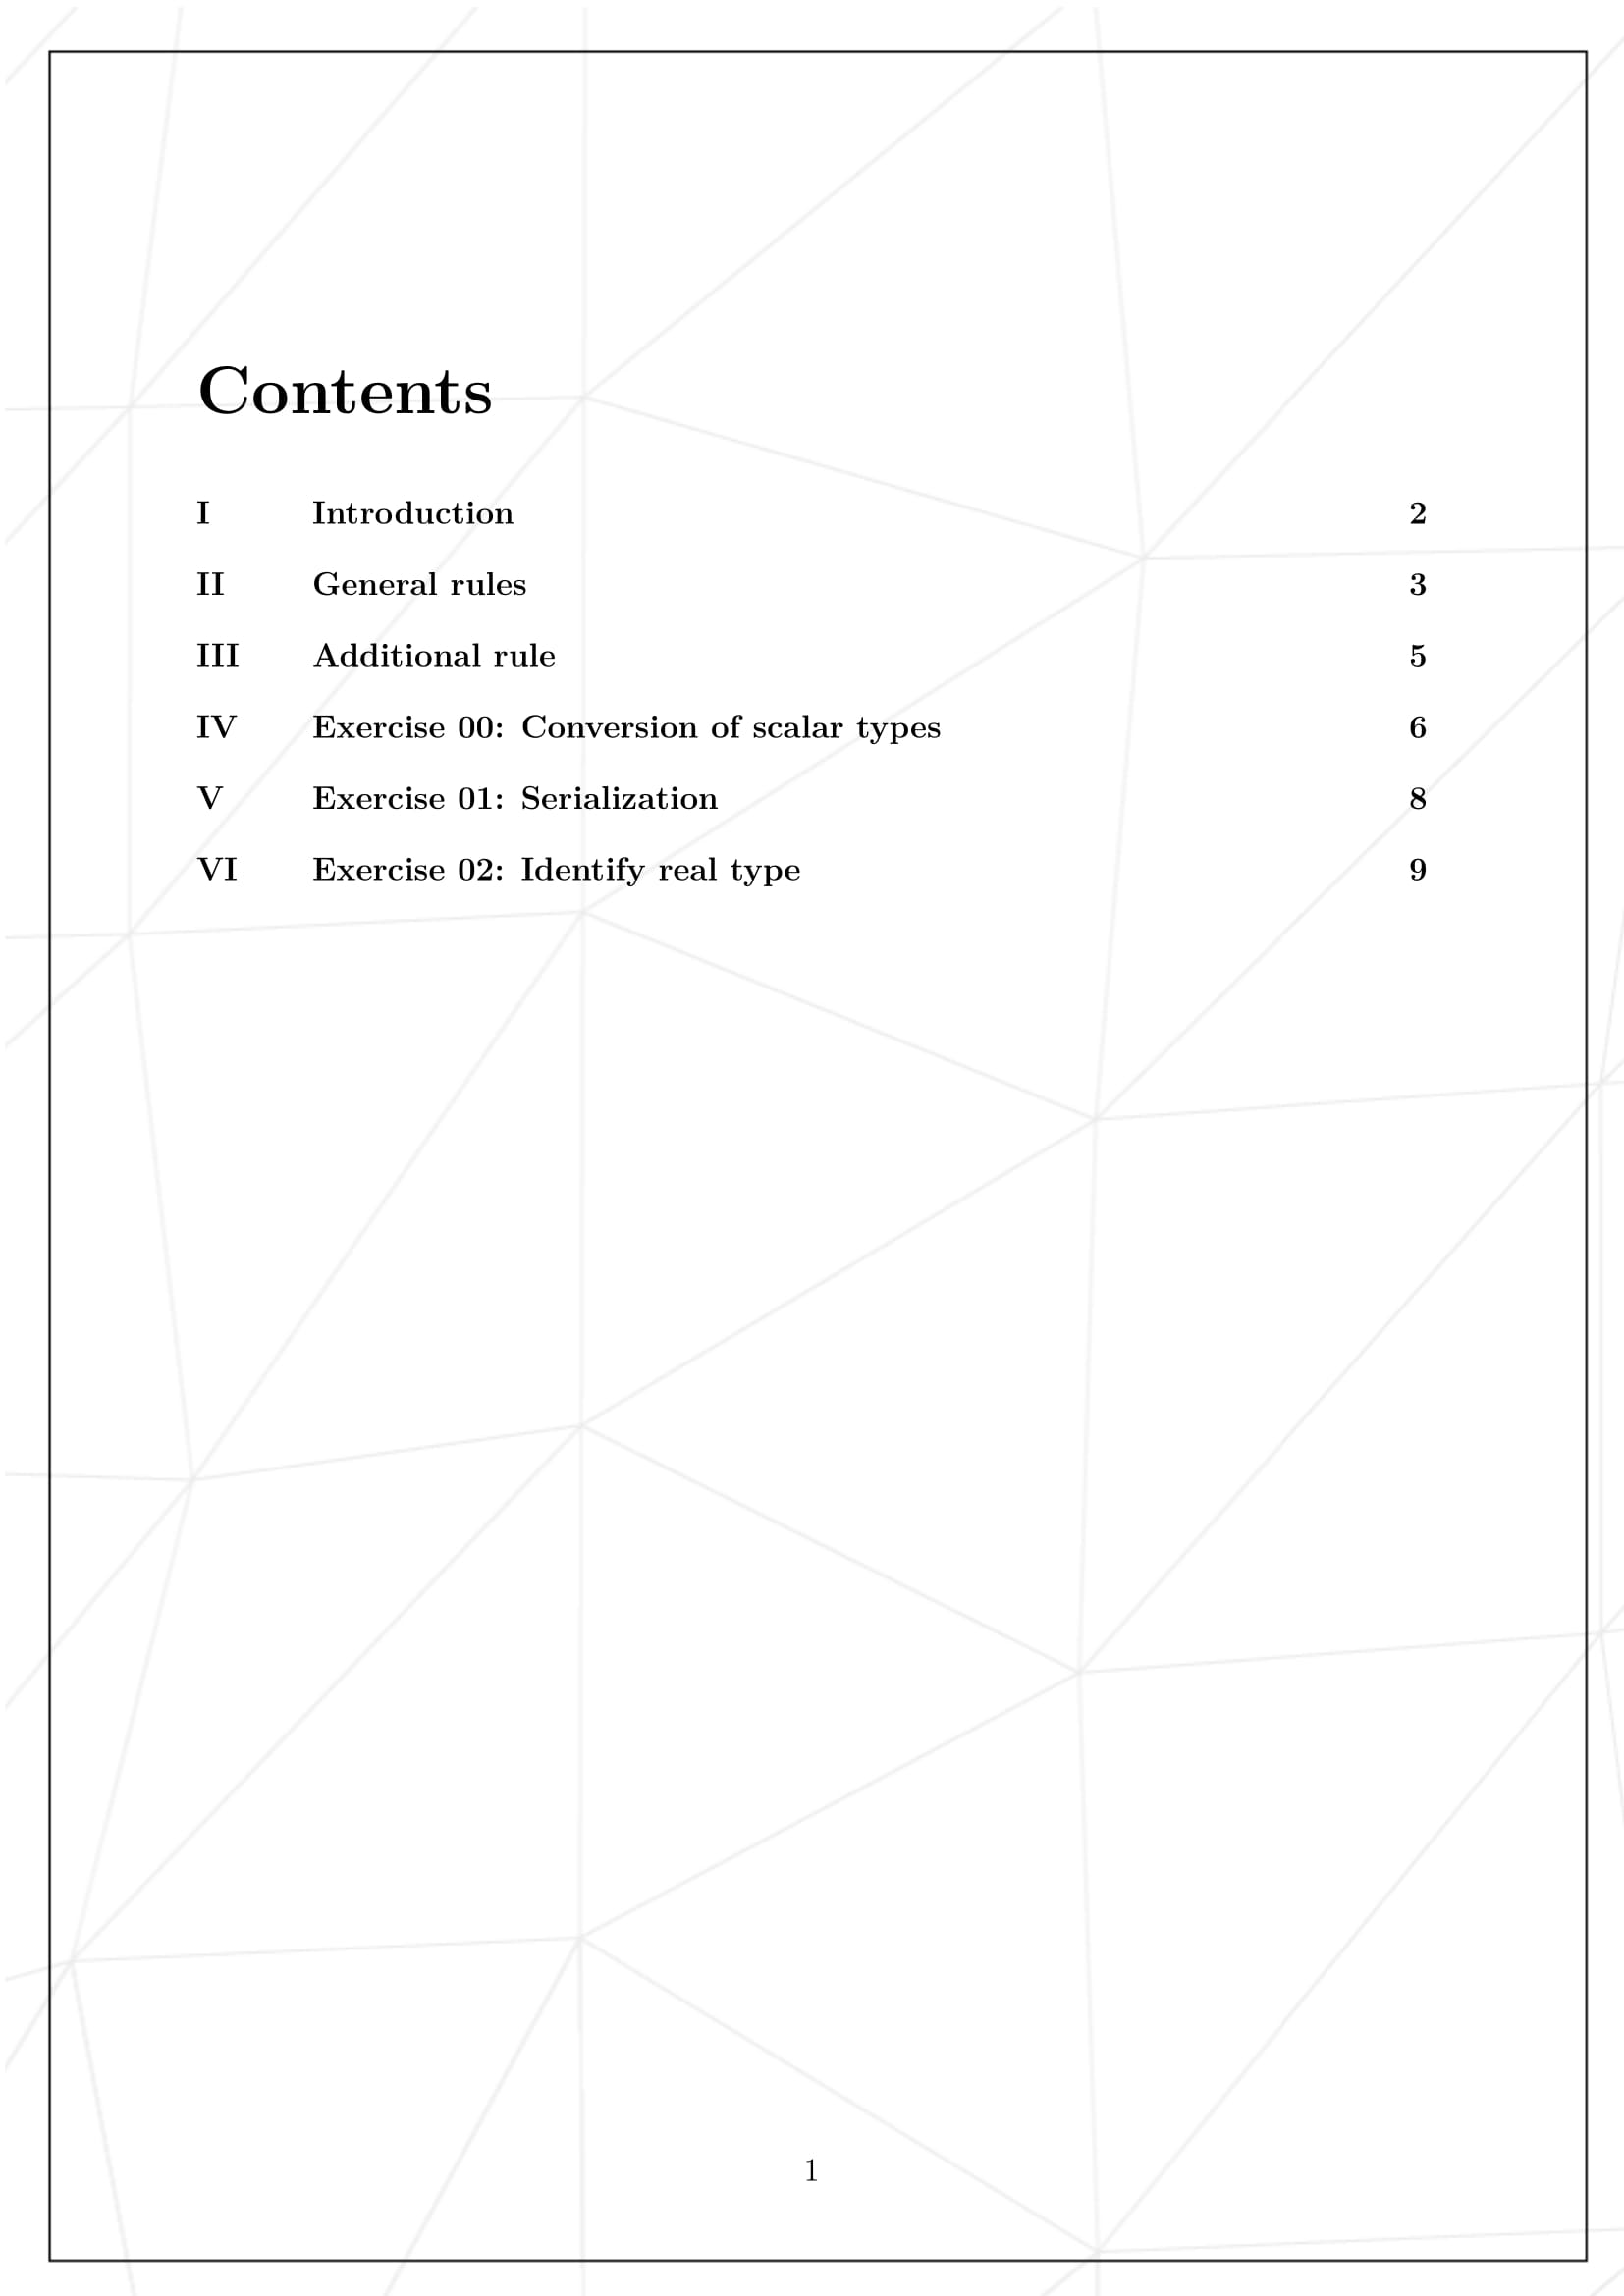 Contents
I Introduction 2
II General rules 3
III Additional rule 5
IV Exercise 00: Conversion of scalar types 6
V Exercise 01: Serialization 8
VI Exercise 02: Identify real type 9
1